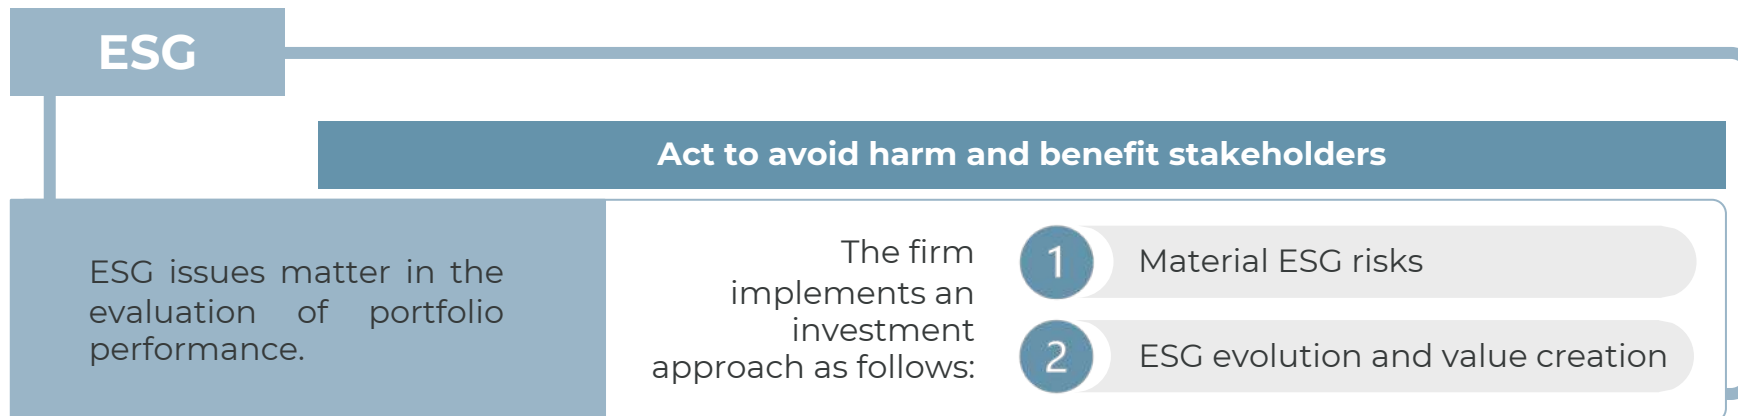 ESG
Act to avoid harm and benefit stakeholders
ESG issues matter in the
evaluation of portfolio
performance.
The firm
implements an
investment
approach as follows:
1 Material ESG risks
2 ESG evolution and value creation